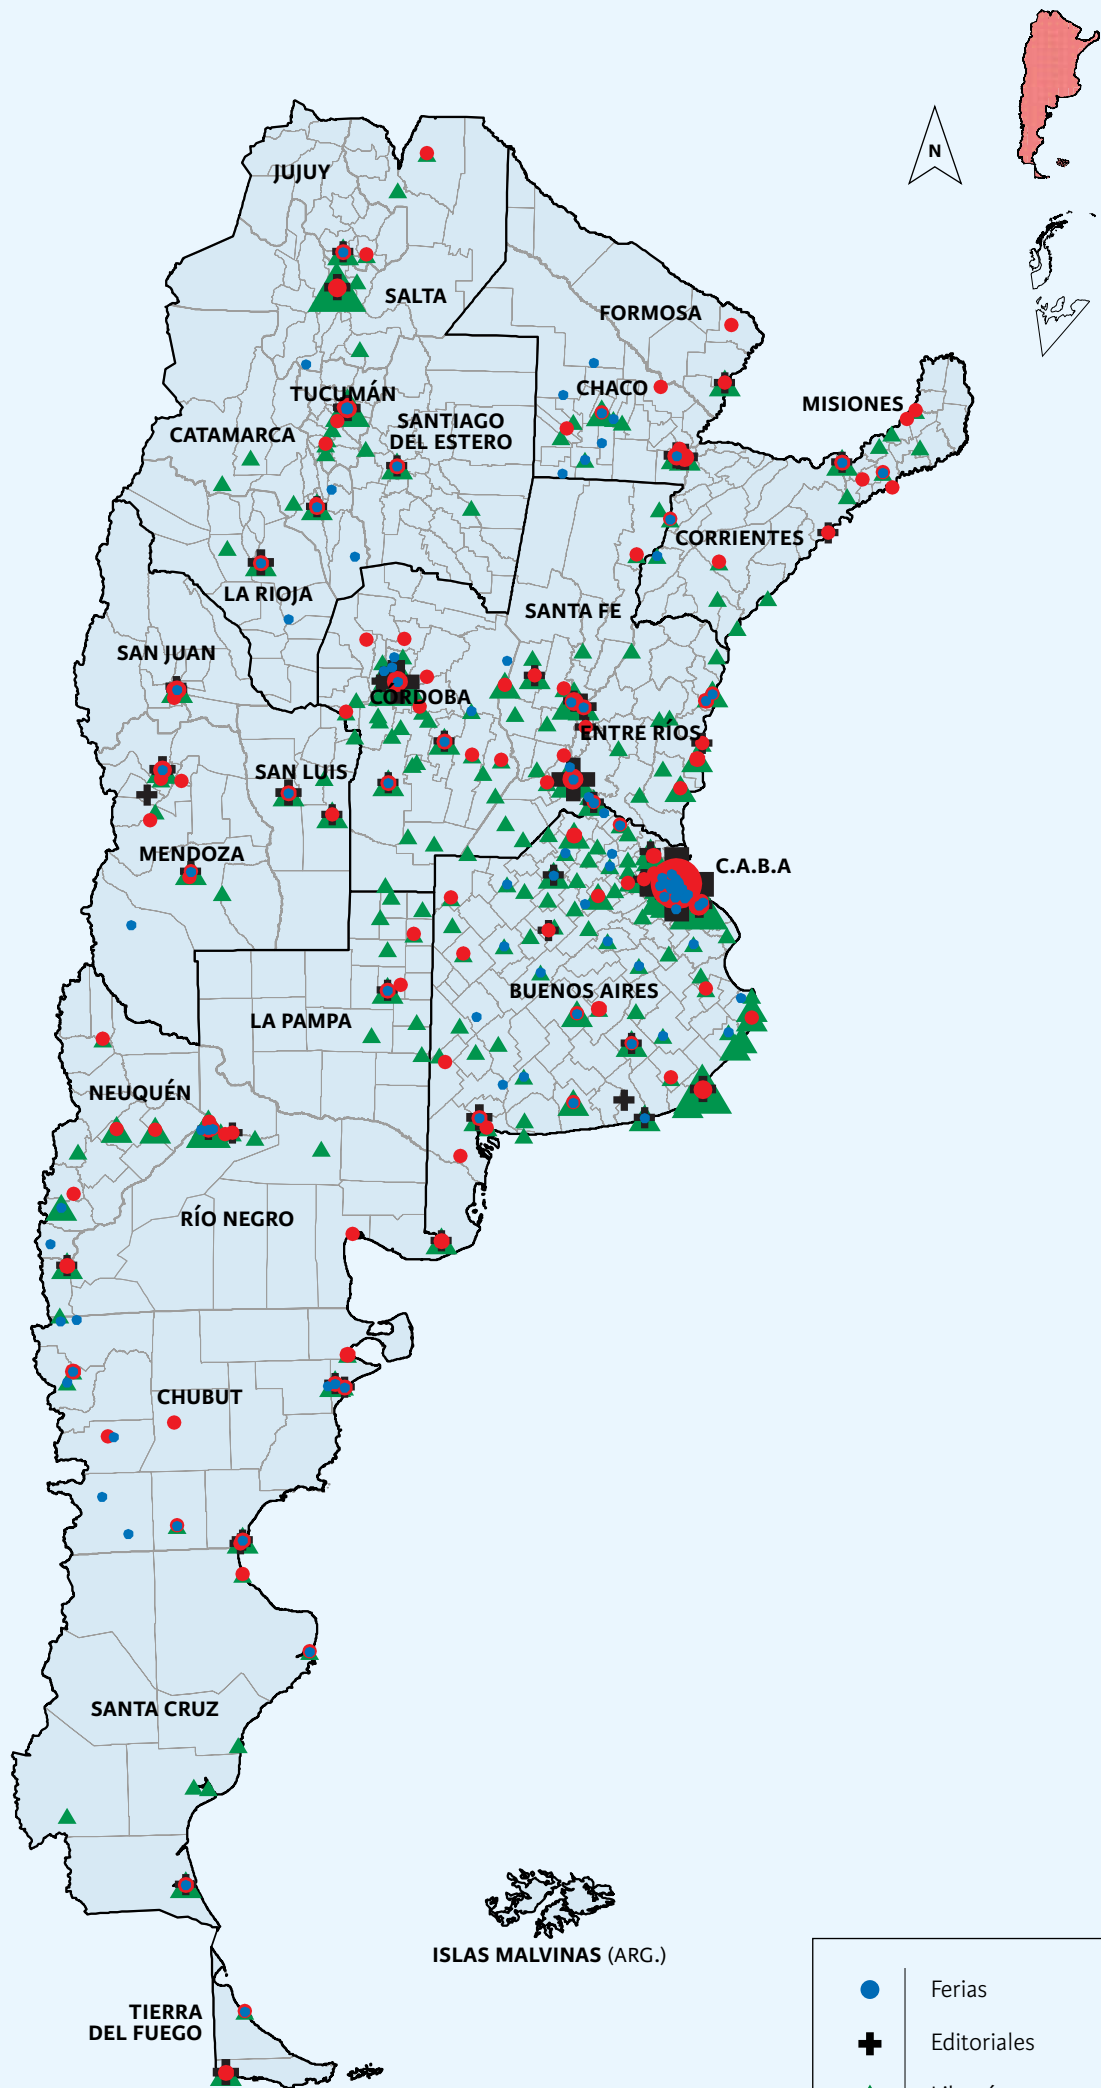 N
JUJUY
SALTA
FORMOSA
CHACO
TUCUMÁN
MISIONES
SANTIAGO
DEL ESTERO
CATAMARCA
CORRIENTES
LA RIOJA
SANTA FE
SAN JUAN
CÓRDOBA
ENTRE RÍOS
SAN LUIS
MENDOZA
C.A.B.A
BUENOS AIRES
LA PAMPA
NEUQUÉN
RÍO NEGRO
CHUBUT
SANTA CRUZ
ISLAS MALVINAS (ARG.)
TIERRA
DEL FUEGO
Ferias
Editoriales